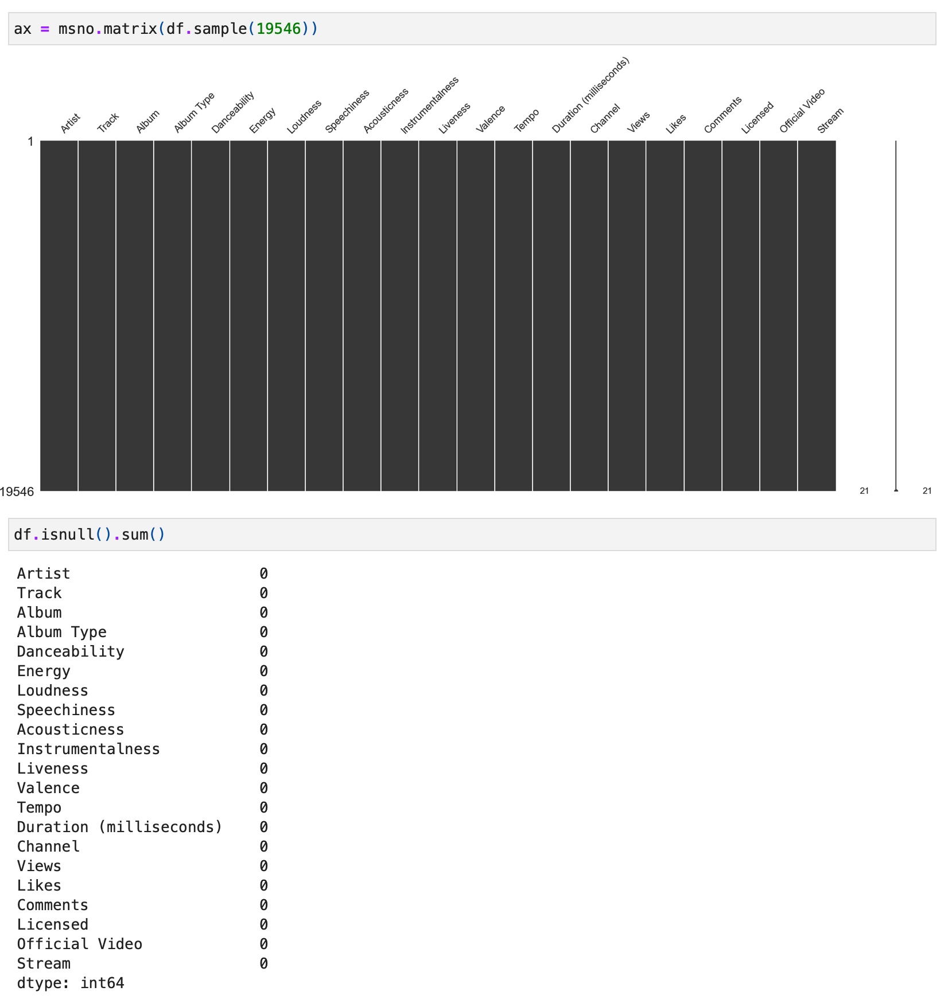 ax = msno.matrix(df.sample(19546))
Artist
Track
Album
Album Type
Danceability
Energy
Loudness
Speechiness
Acousticness
Instrumentalness
Liveness
Valence
Tempo
Duration (milliseconds)
Channel
Views
Likes
Comments
Licensed
Official Video
Stream
1
19546
21
21
df.isnull().sum()
Artist 0
Track 0
Album 0
Album Type 0
Danceability 0
Energy 0
Loudness 0
Speechiness 0
Acousticness 0
Instrumentalness 0
Liveness 0
Valence 0
Tempo 0
Duration (milliseconds) 0
Channel 0
Views 0
Likes 0
Comments 0
Licensed 0
Official Video 0
Stream 0
dtype: int64